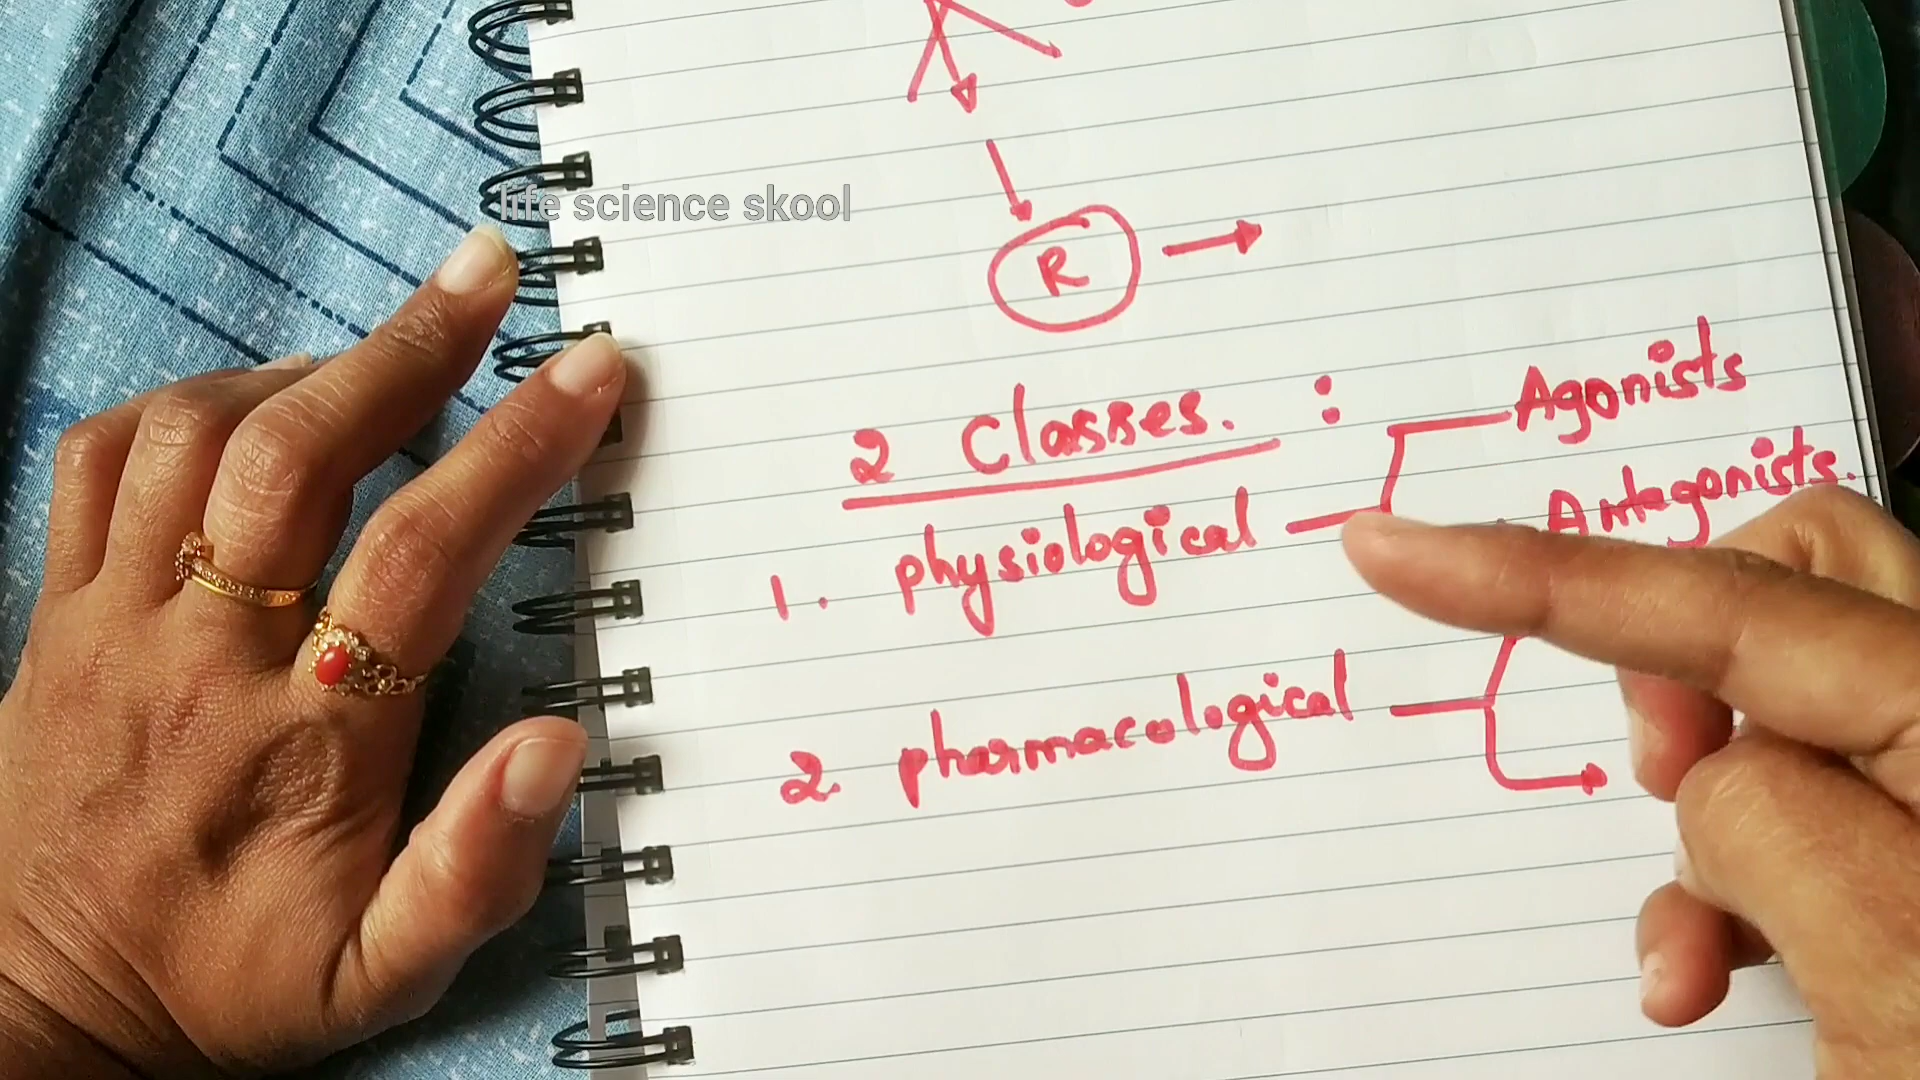 life science skool
R
2 Classes. :
Agonists
Antagonists.
1. physiological
2. pharmacological